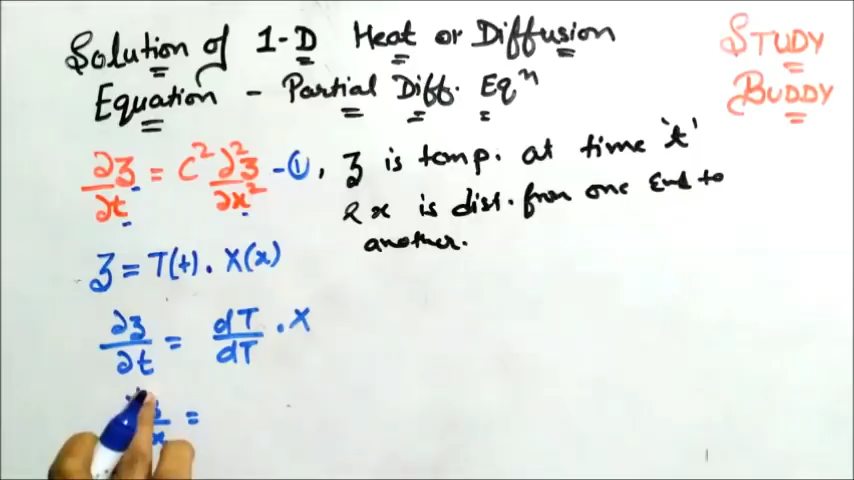 Solution of 1-D Heat or Diffusion
Equation - Partial Diff. Eqⁿ
STUDY
BUDDY
∂z/∂t = C² ∂²z/∂x² -①, z is temp. at time 't'
& x is dist. from one end to
another.
z = T(t) · X(x)
∂z/∂t = dT/dT · X
=